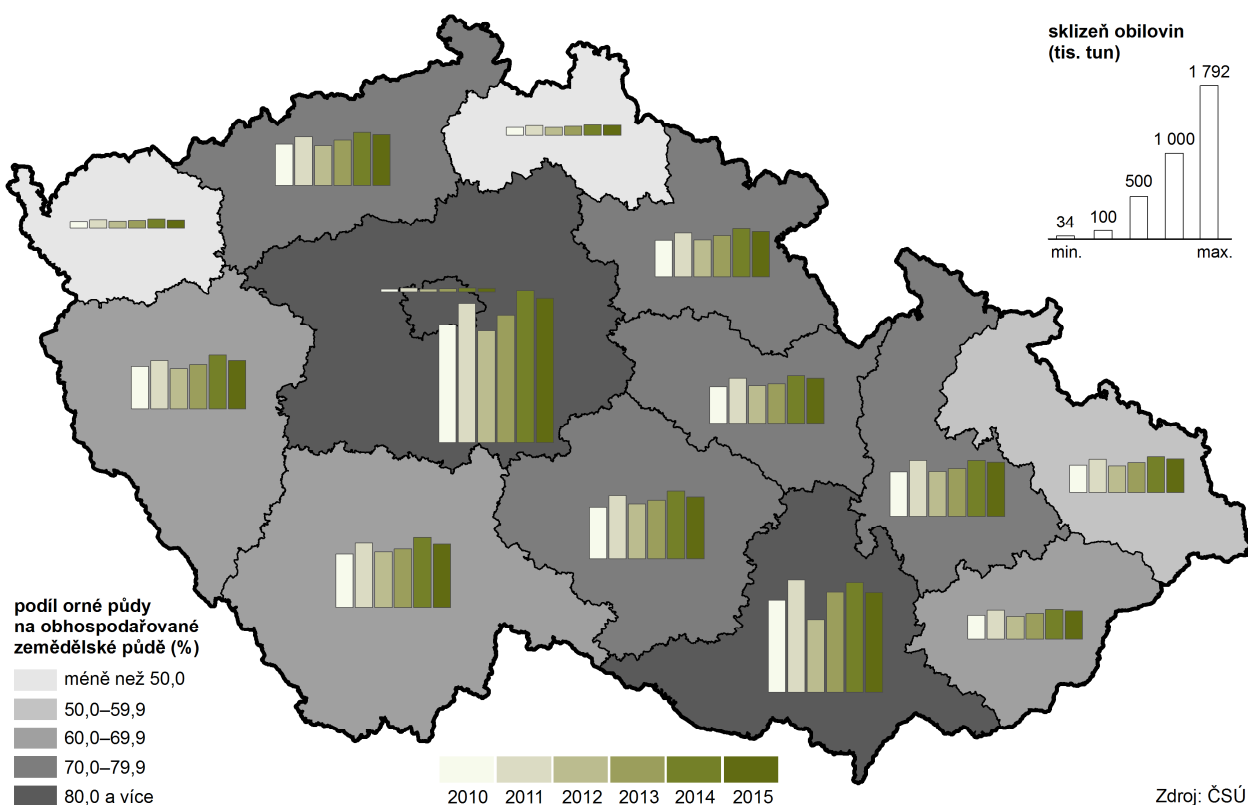 sklizeň obilovin
(tis. tun)
1 792
1 000
500
100
34
min.
max.
podíl orné půdy
na obhospodařované
zemědělské půdě (%)
méně než 50,0
50,0–59,9
60,0–69,9
70,0–79,9
80,0 a více
2010 2011 2012 2013 2014 2015
Zdroj: ČSÚ